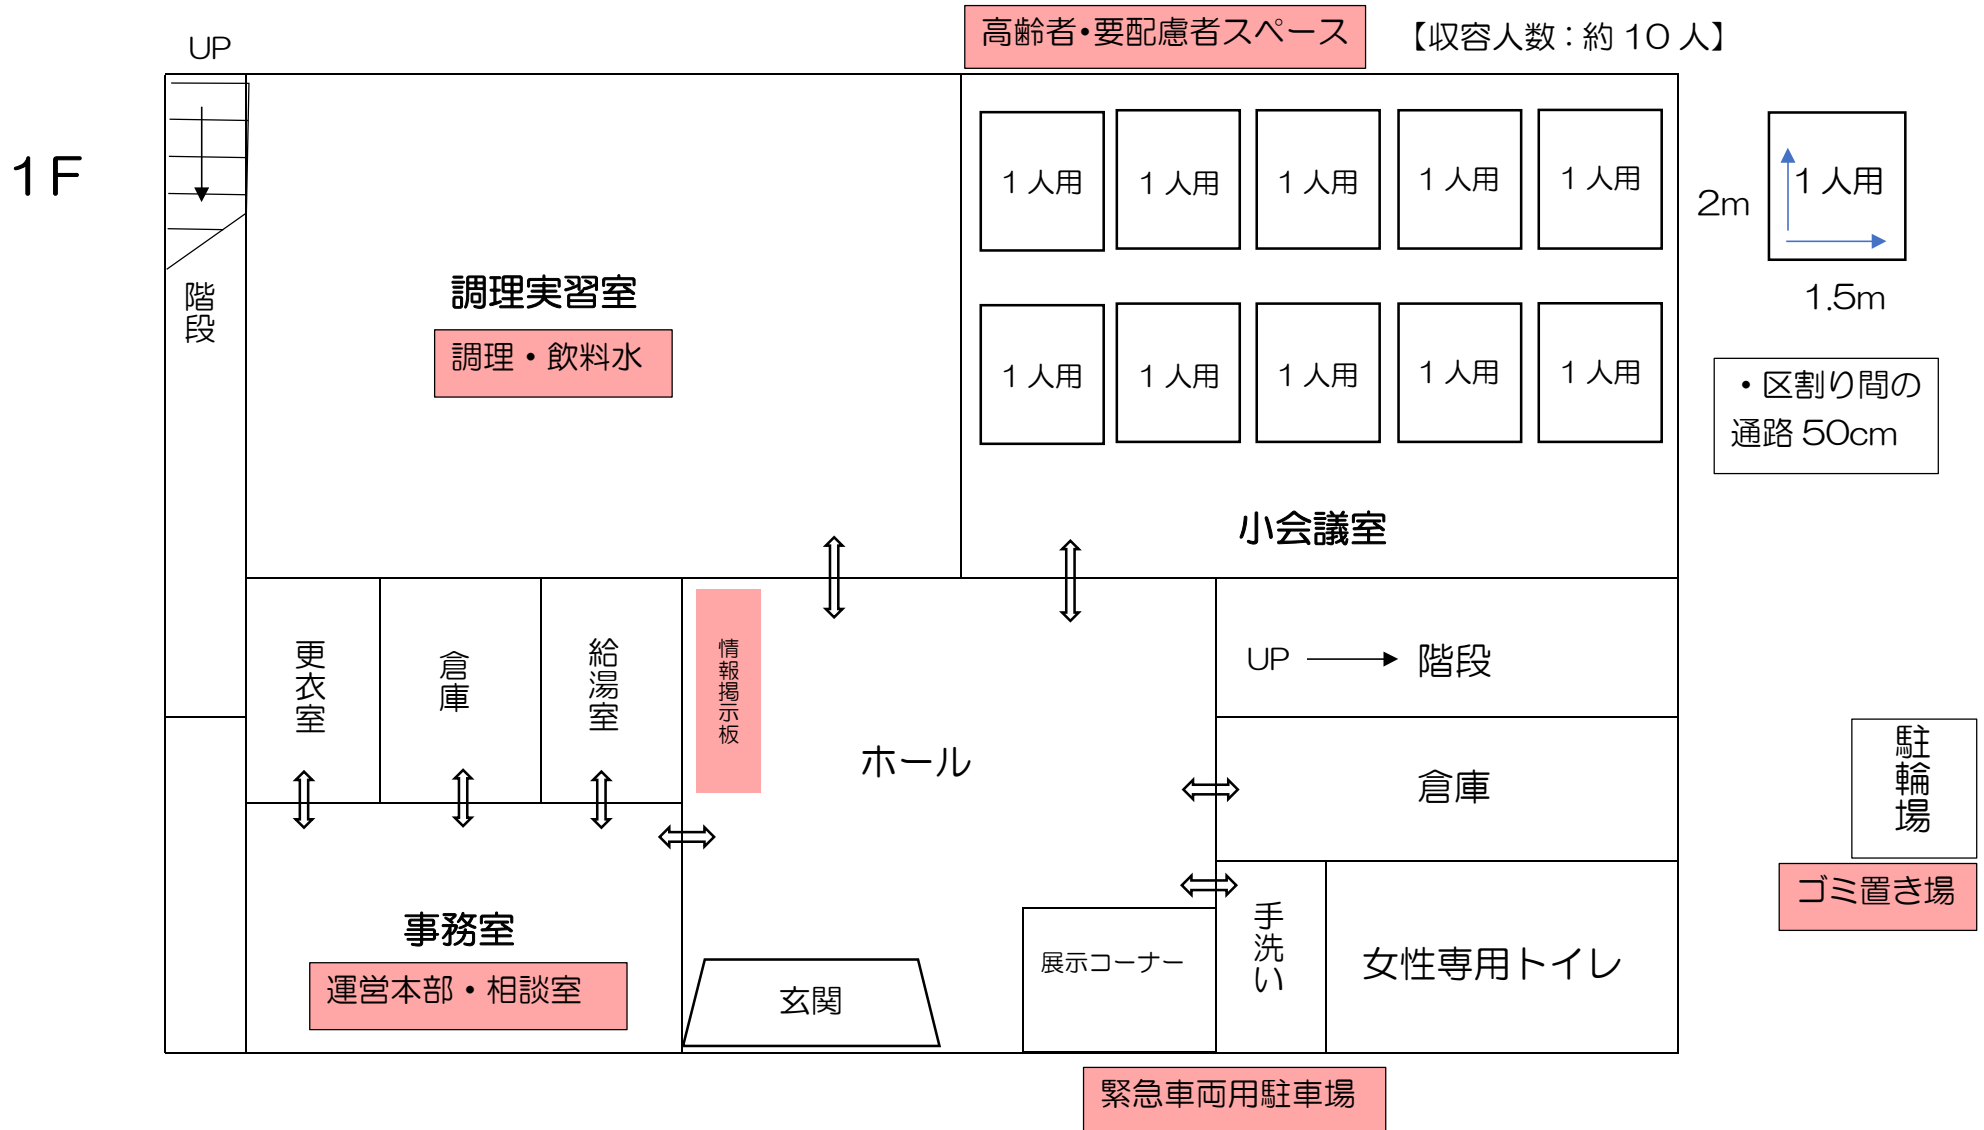 高齢者・要配慮者スペース
【収容人数：約10人】
UP
1F
1人用
1人用
1人用
1人用
1人用
2m
1人用
1.5m
階段
調理実習室
調理・飲料水
1人用
1人用
1人用
1人用
1人用
・区割り間の
通路50cm
小会議室
更衣室
倉庫
給湯室
情報掲示板
ホール
UP
階段
倉庫
駐輪場
ゴミ置き場
事務室
運営本部・相談室
玄関
展示コーナー
手洗い
女性専用トイレ
緊急車両用駐車場